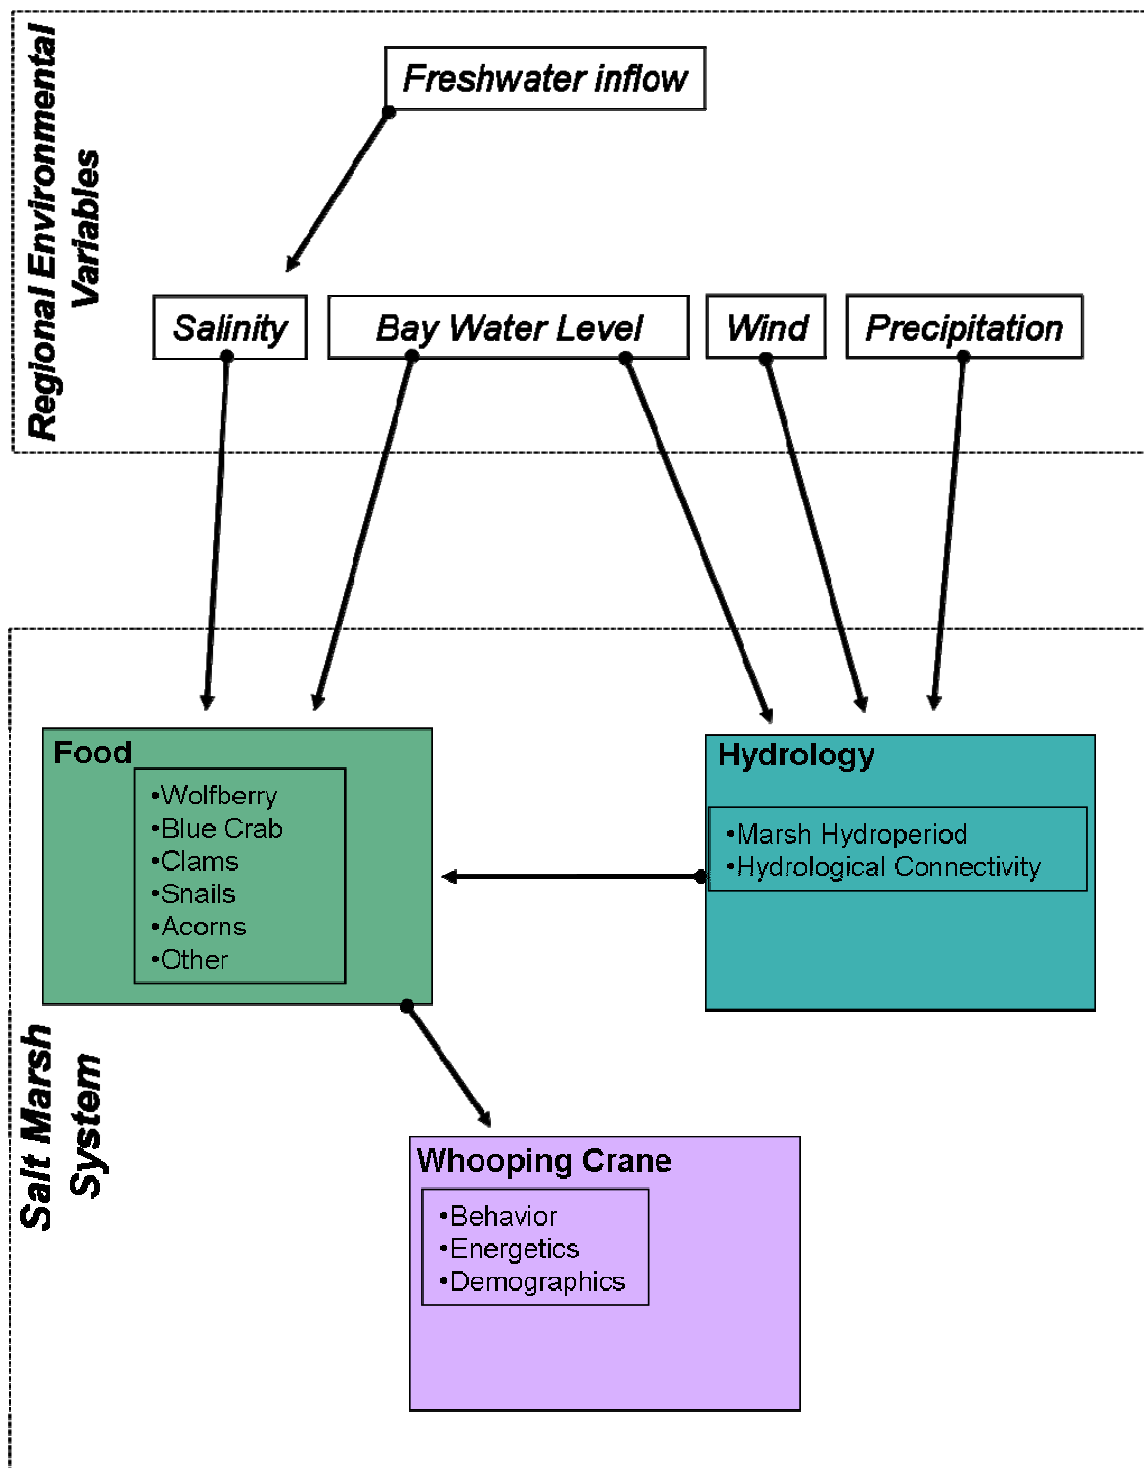 Regional Environmental
Variables
Freshwater inflow
Salinity
Bay Water Level
Wind
Precipitation
Salt Marsh
System
Food
•Wolfberry
•Blue Crab
•Clams
•Snails
•Acorns
•Other
Hydrology
•Marsh Hydroperiod
•Hydrological Connectivity
Whooping Crane
•Behavior
•Energetics
•Demographics